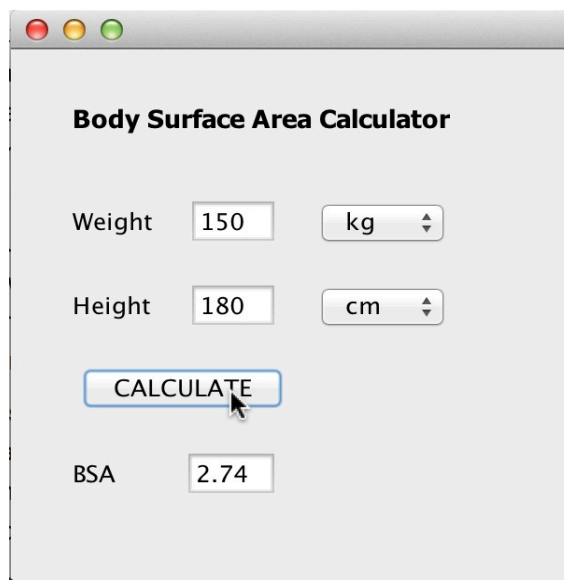 Body Surface Area Calculator
Weight 150 kg
Height 180 cm
CALCULATE
BSA 2.74